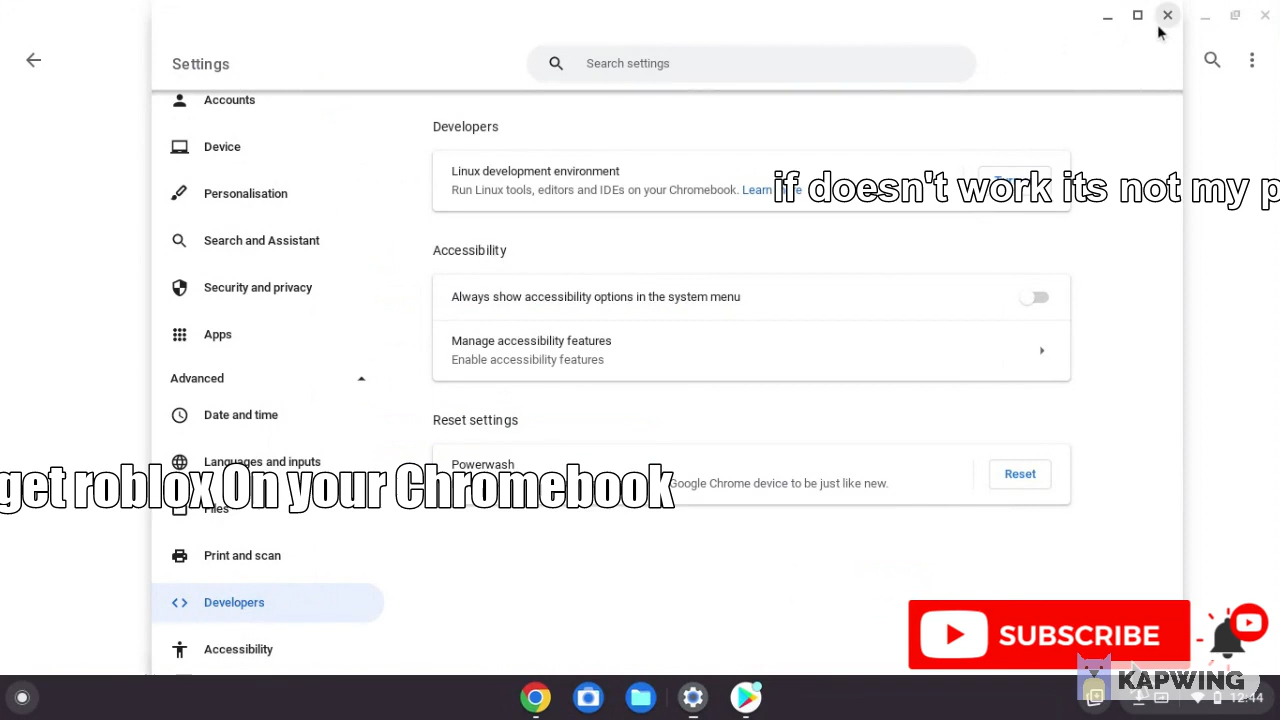 Settings
Search settings
Accounts
Device
Personalisation
Search and Assistant
Security and privacy
Apps
Advanced
Date and time
Languages and inputs
Files
Print and scan
Developers
Accessibility
Developers
Linux development environment
Run Linux tools, editors and IDEs on your Chromebook. Learn
if doesn't work its not my p
Accessibility
Always show accessibility options in the system menu
Manage accessibility features
Enable accessibility features
Reset settings
Powerwash
Google Chrome device to be just like new.
Reset
get roblox On your Chromebook
SUBSCRIBE
KAPWING
12:44